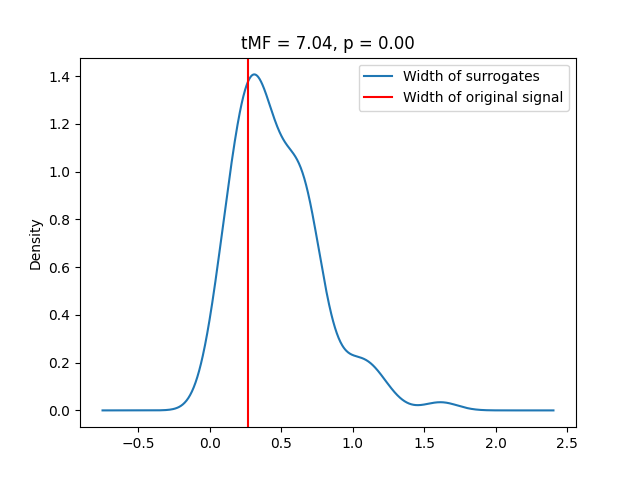 tMF = 7.04, p = 0.00
Width of surrogates
Width of original signal
Density
1.4
1.2
1.0
0.8
0.6
0.4
0.2
0.0
−0.5 0.0 0.5 1.0 1.5 2.0 2.5